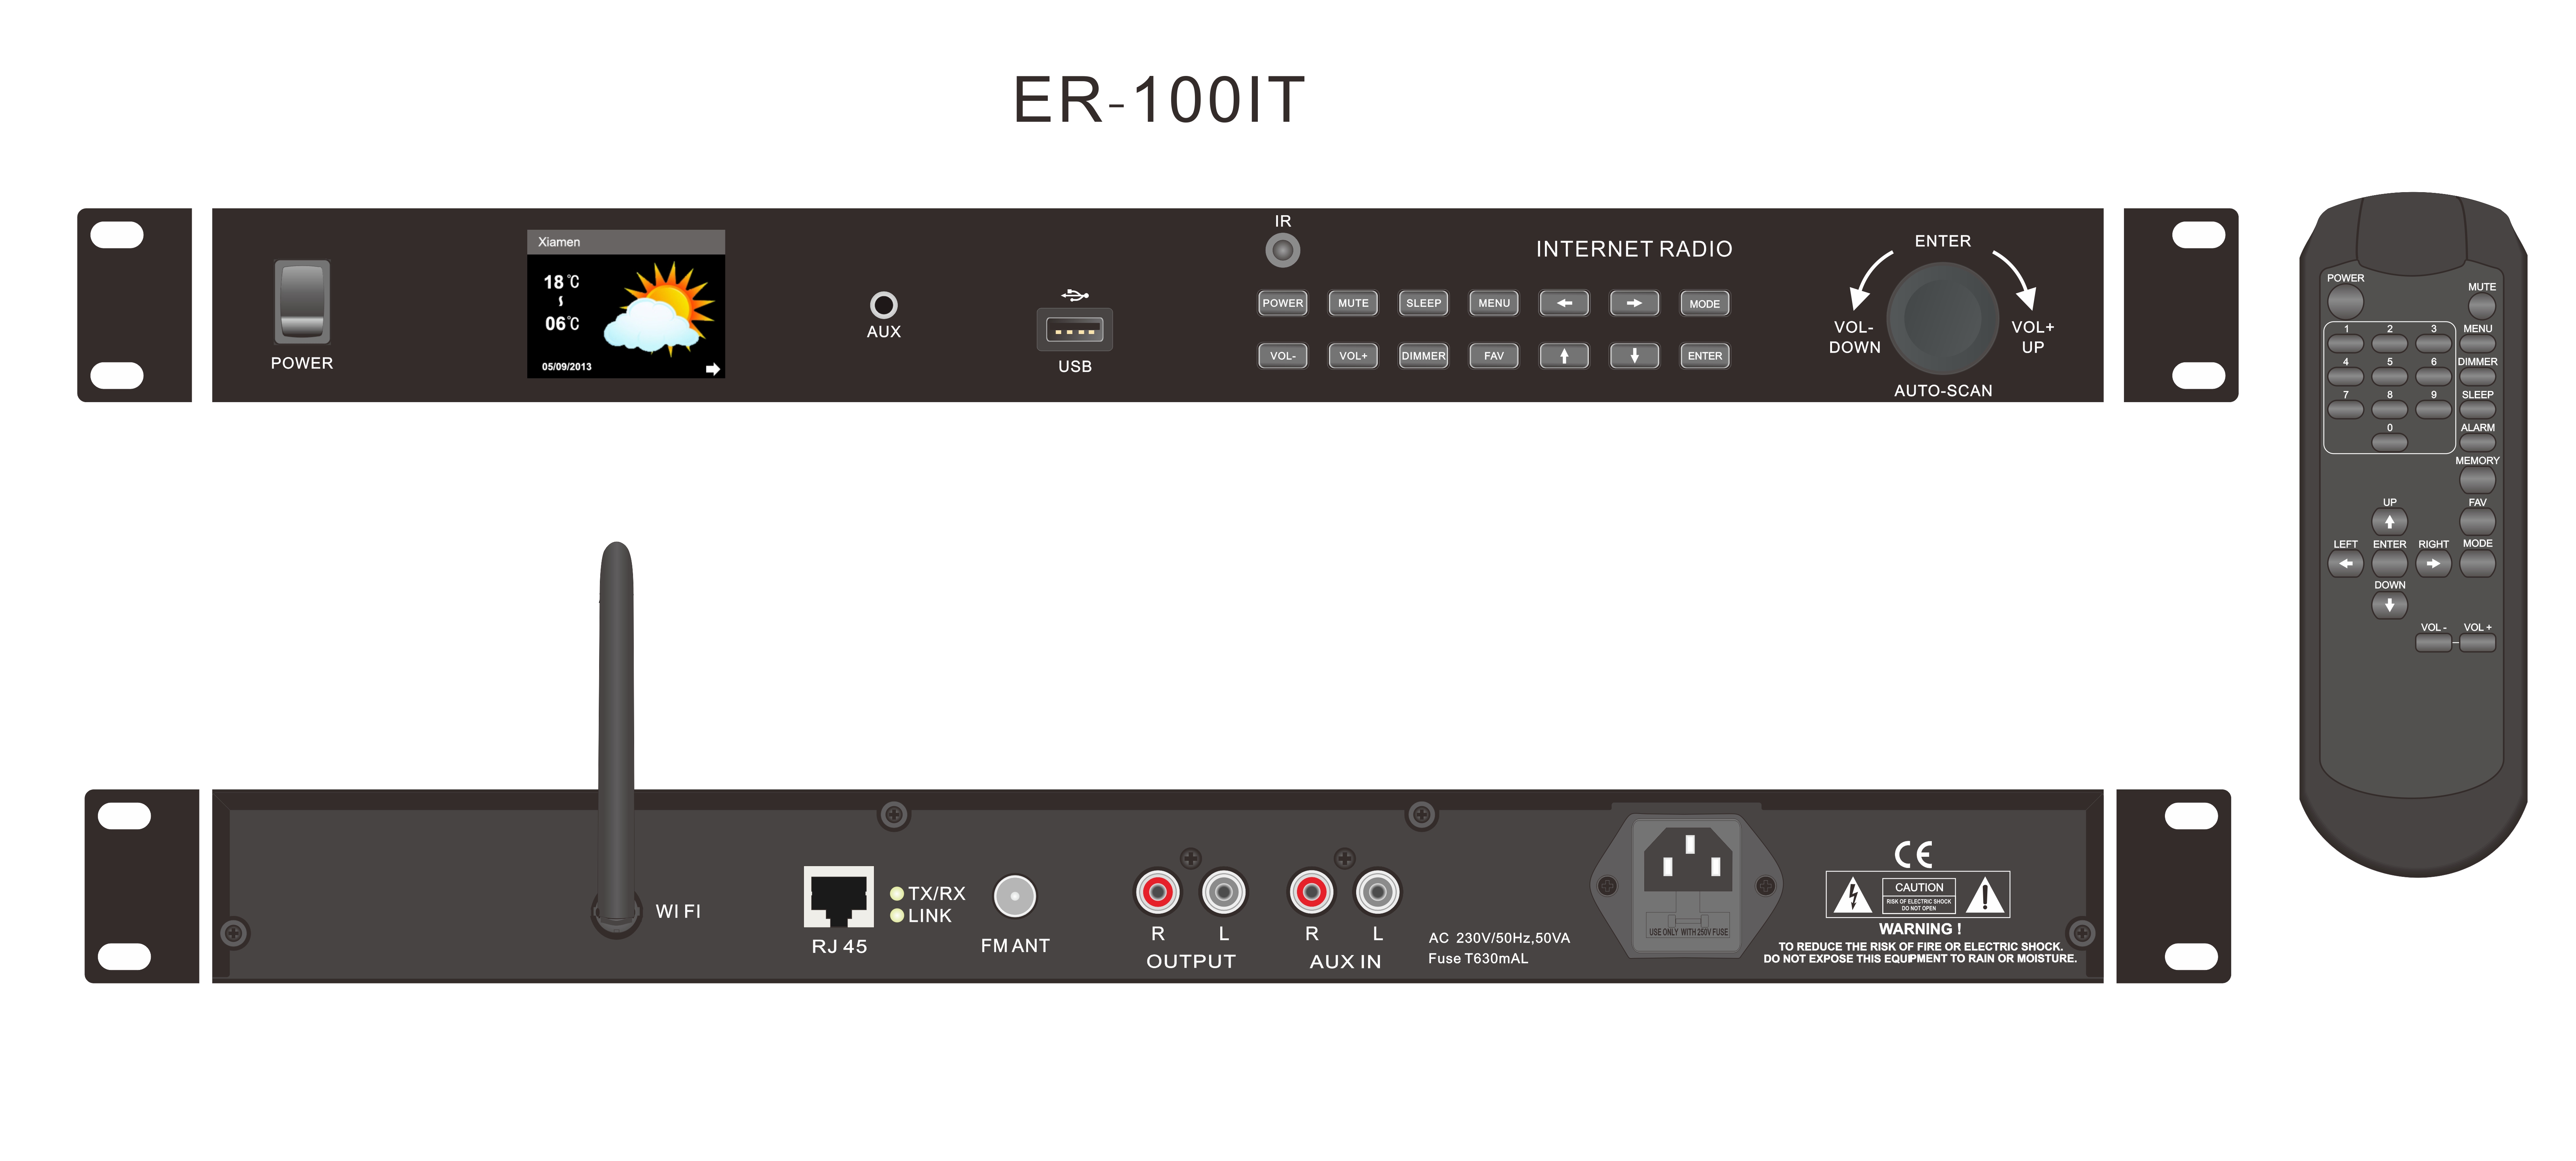 ER-100IT
POWER
Xiamen
18℃
06℃
05/09/2013
AUX
USB
IR
INTERNET RADIO
POWER MUTE SLEEP MENU MODE
VOL- VOL+ DIMMER FAV ENTER
ENTER
VOL- DOWN
VOL+ UP
AUTO-SCAN
POWER
MUTE
1 2 3 MENU
4 5 6 DIMMER
7 8 9 SLEEP
0 ALARM
MEMORY
UP FAV
LEFT ENTER RIGHT MODE
DOWN
VOL - VOL +
WI FI
RJ 45
TX/RX
LINK
FM ANT
R L
OUTPUT
R L
AUX IN
AC 230V/50Hz,50VA
Fuse T630mAL
USE ONLY WITH 250V FUSE
CE
CAUTION
RISK OF ELECTRIC SHOCK
DO NOT OPEN
WARNING !
TO REDUCE THE RISK OF FIRE OR ELECTRIC SHOCK.
DO NOT EXPOSE THIS EQUIPMENT TO RAIN OR MOISTURE.